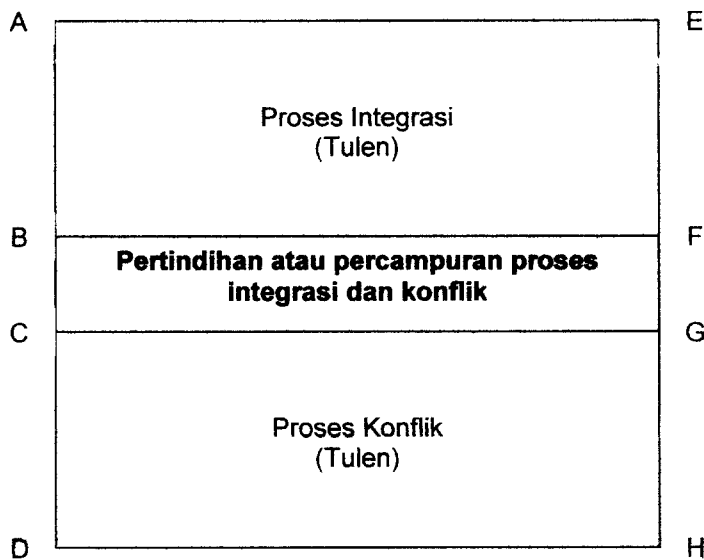 A E
Proses Integrasi
(Tulen)
B F
Pertindihan atau percampuran proses
integrasi dan konflik
C G
Proses Konflik
(Tulen)
D H